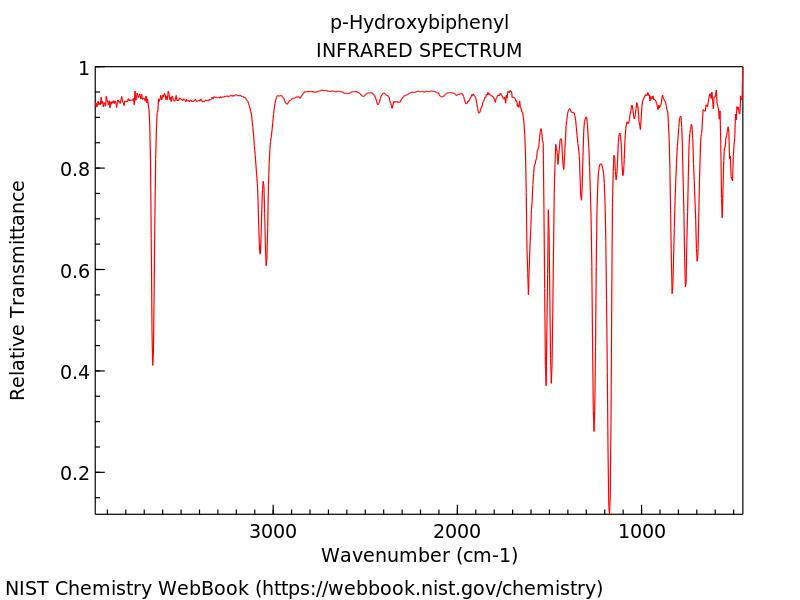 p-Hydroxybiphenyl
INFRARED SPECTRUM
1
0.8
0.6
0.4
0.2
Relative Transmittance
3000 2000 1000
Wavenumber (cm-1)
NIST Chemistry WebBook (https://webbook.nist.gov/chemistry)